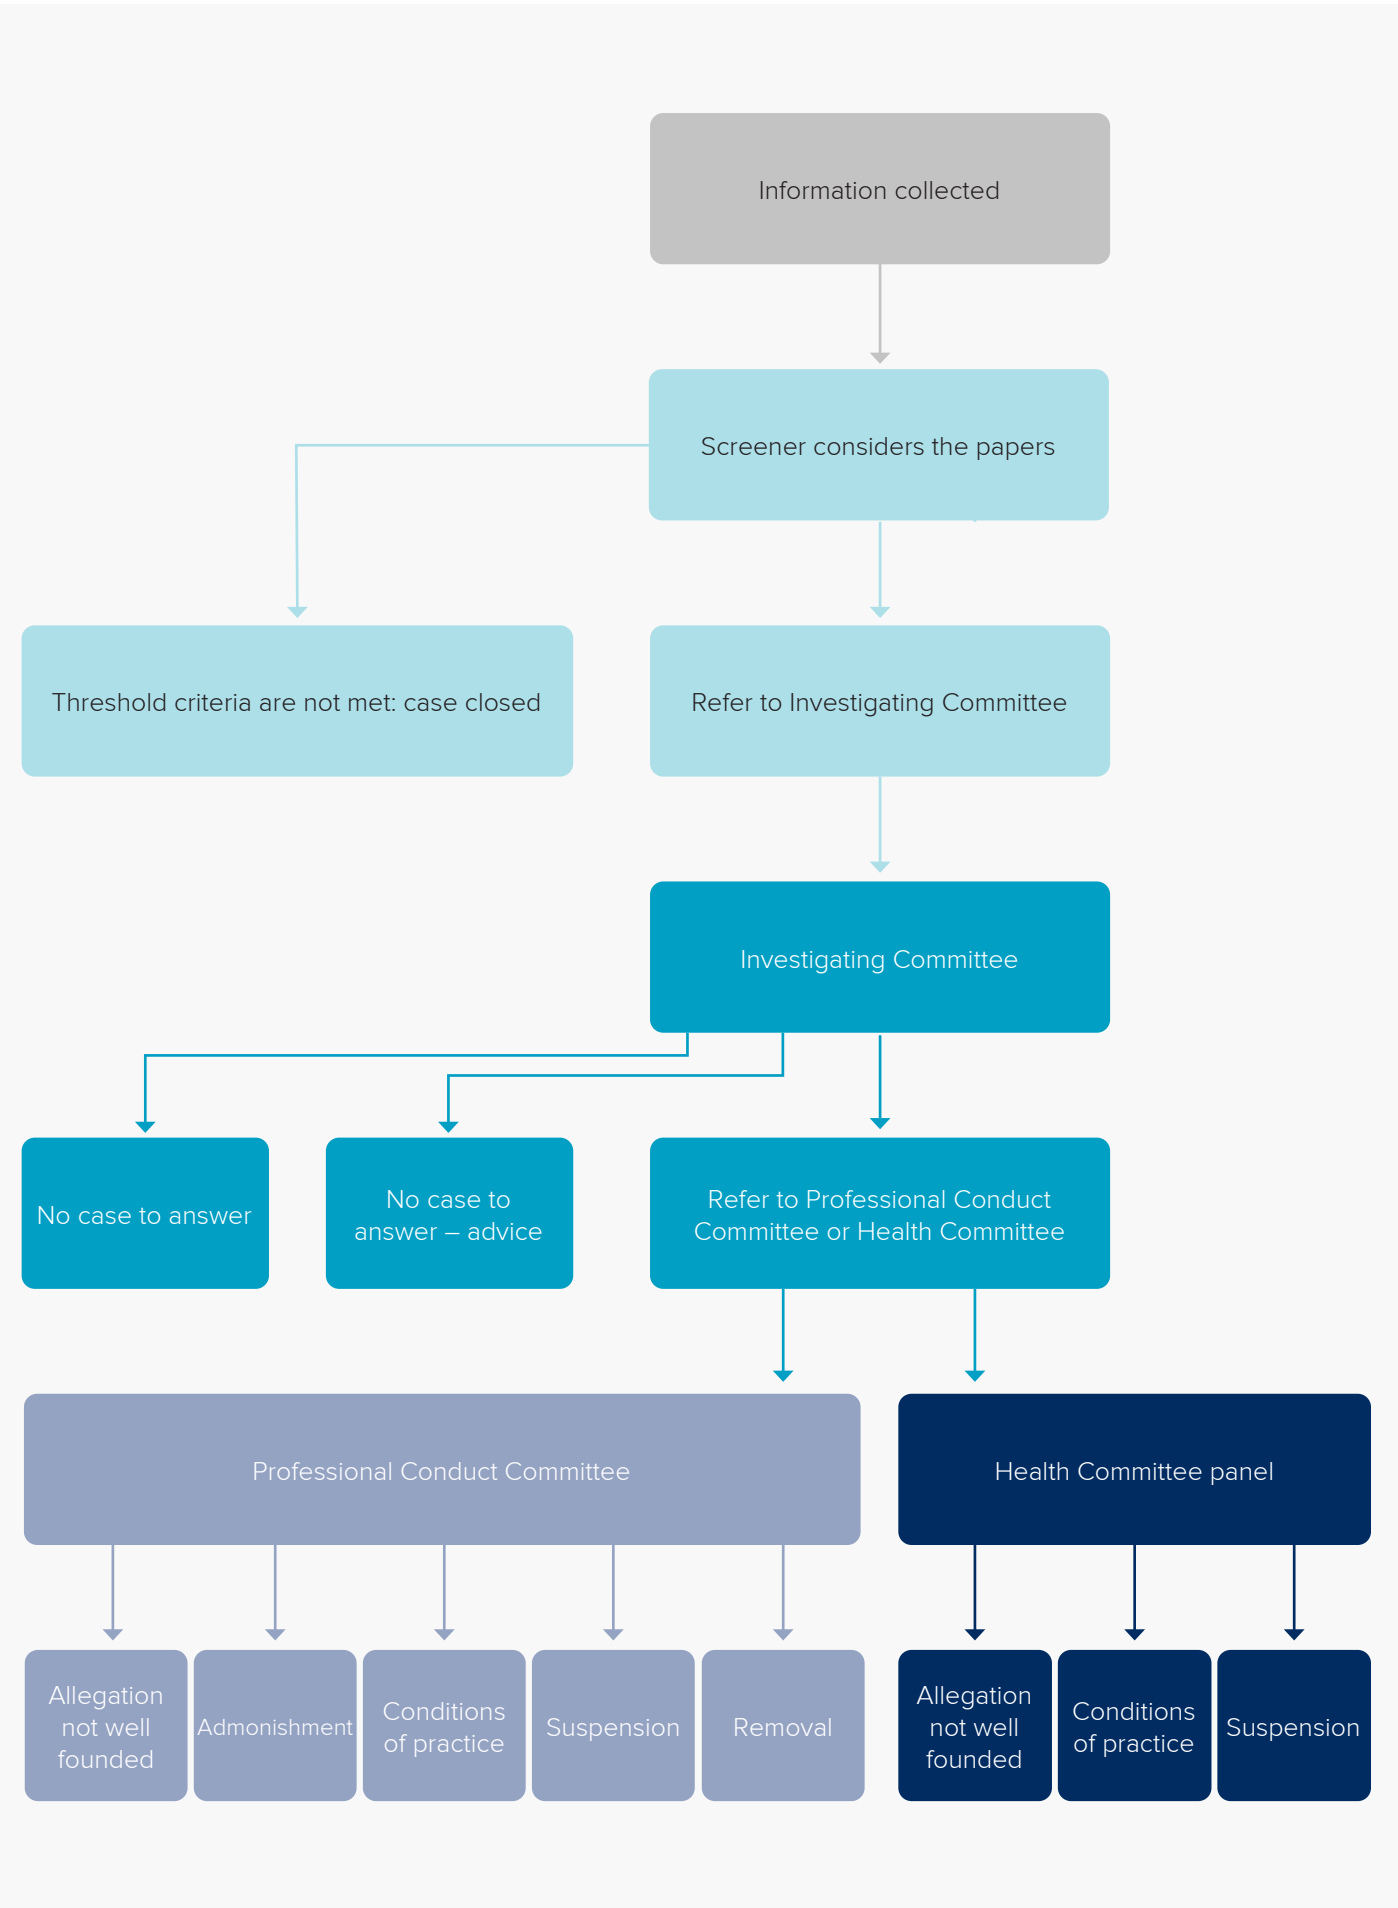 Information collected
Screener considers the papers
Threshold criteria are not met: case closed
Refer to Investigating Committee
Investigating Committee
No case to answer
No case to
answer – advice
Refer to Professional Conduct
Committee or Health Committee
Professional Conduct Committee
Health Committee panel
Allegation
not well
founded
Admonishment
Conditions
of practice
Suspension
Removal
Allegation
not well
founded
Conditions
of practice
Suspension